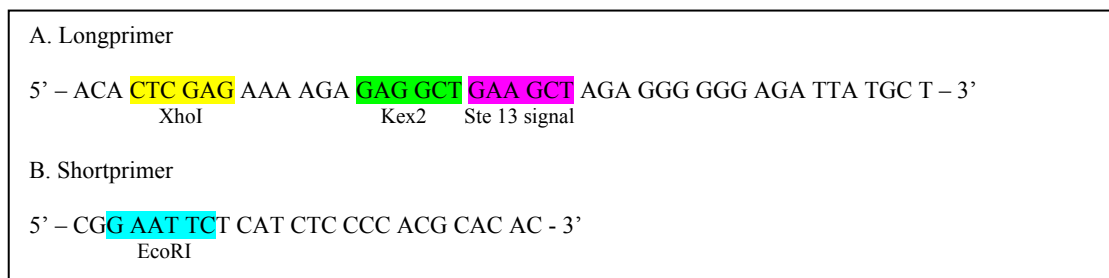 A. Longprimer
5’ – ACA CTC GAG AAA AGA GAG GCT GAA GCT AGA GGG GGG AGA TTA TGC T – 3’
XhoI Kex2 Ste 13 signal
B. Shortprimer
5’ – CGG AAT TCT CAT CTC CCC ACG CAC AC - 3’
EcoRI